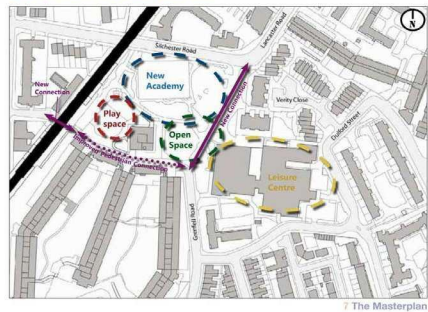 N
Silchester Road
Lancaster Road
New
Connection
New
Academy
Verity Close
Play
space
New Connection
Dulford Street
Open
Space
Improved Pedestrian Connection
Leisure
Centre
Grenfell Road
7 The Masterplan